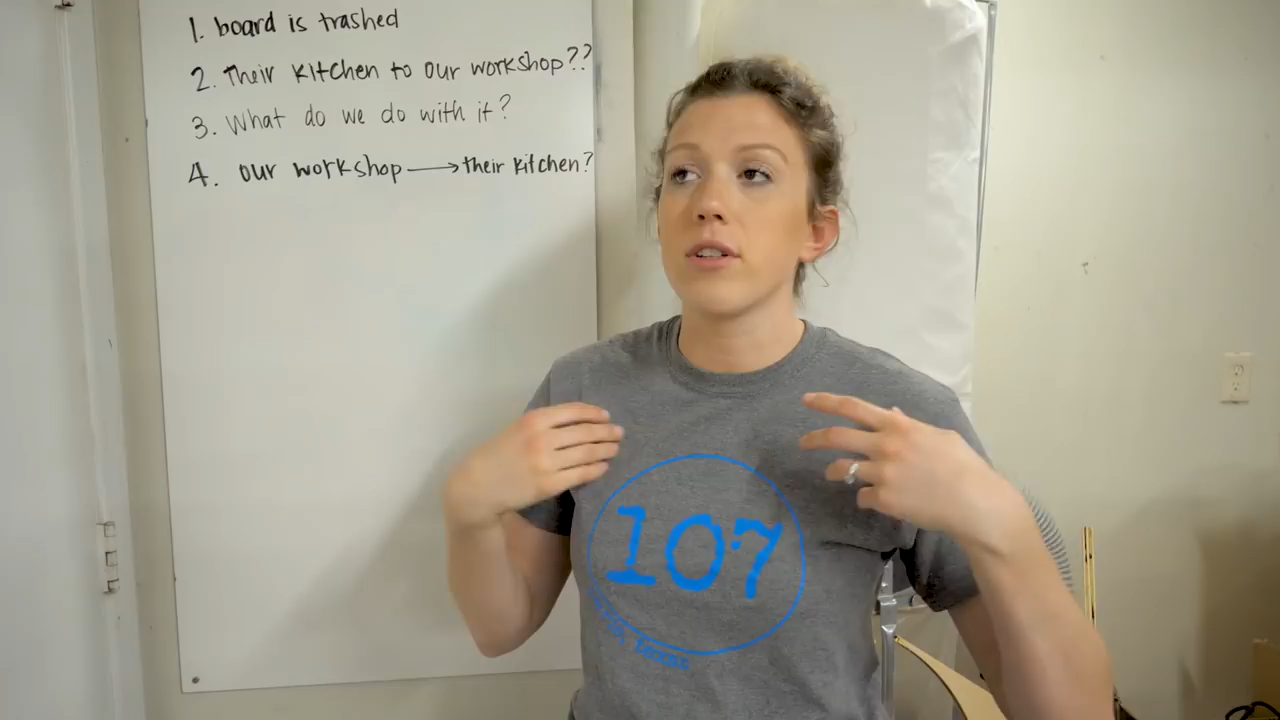 1. board is trashed
2. Their kitchen to our workshop??
3. What do we do with it?
4. our workshop ⟶ their kitchen?
107